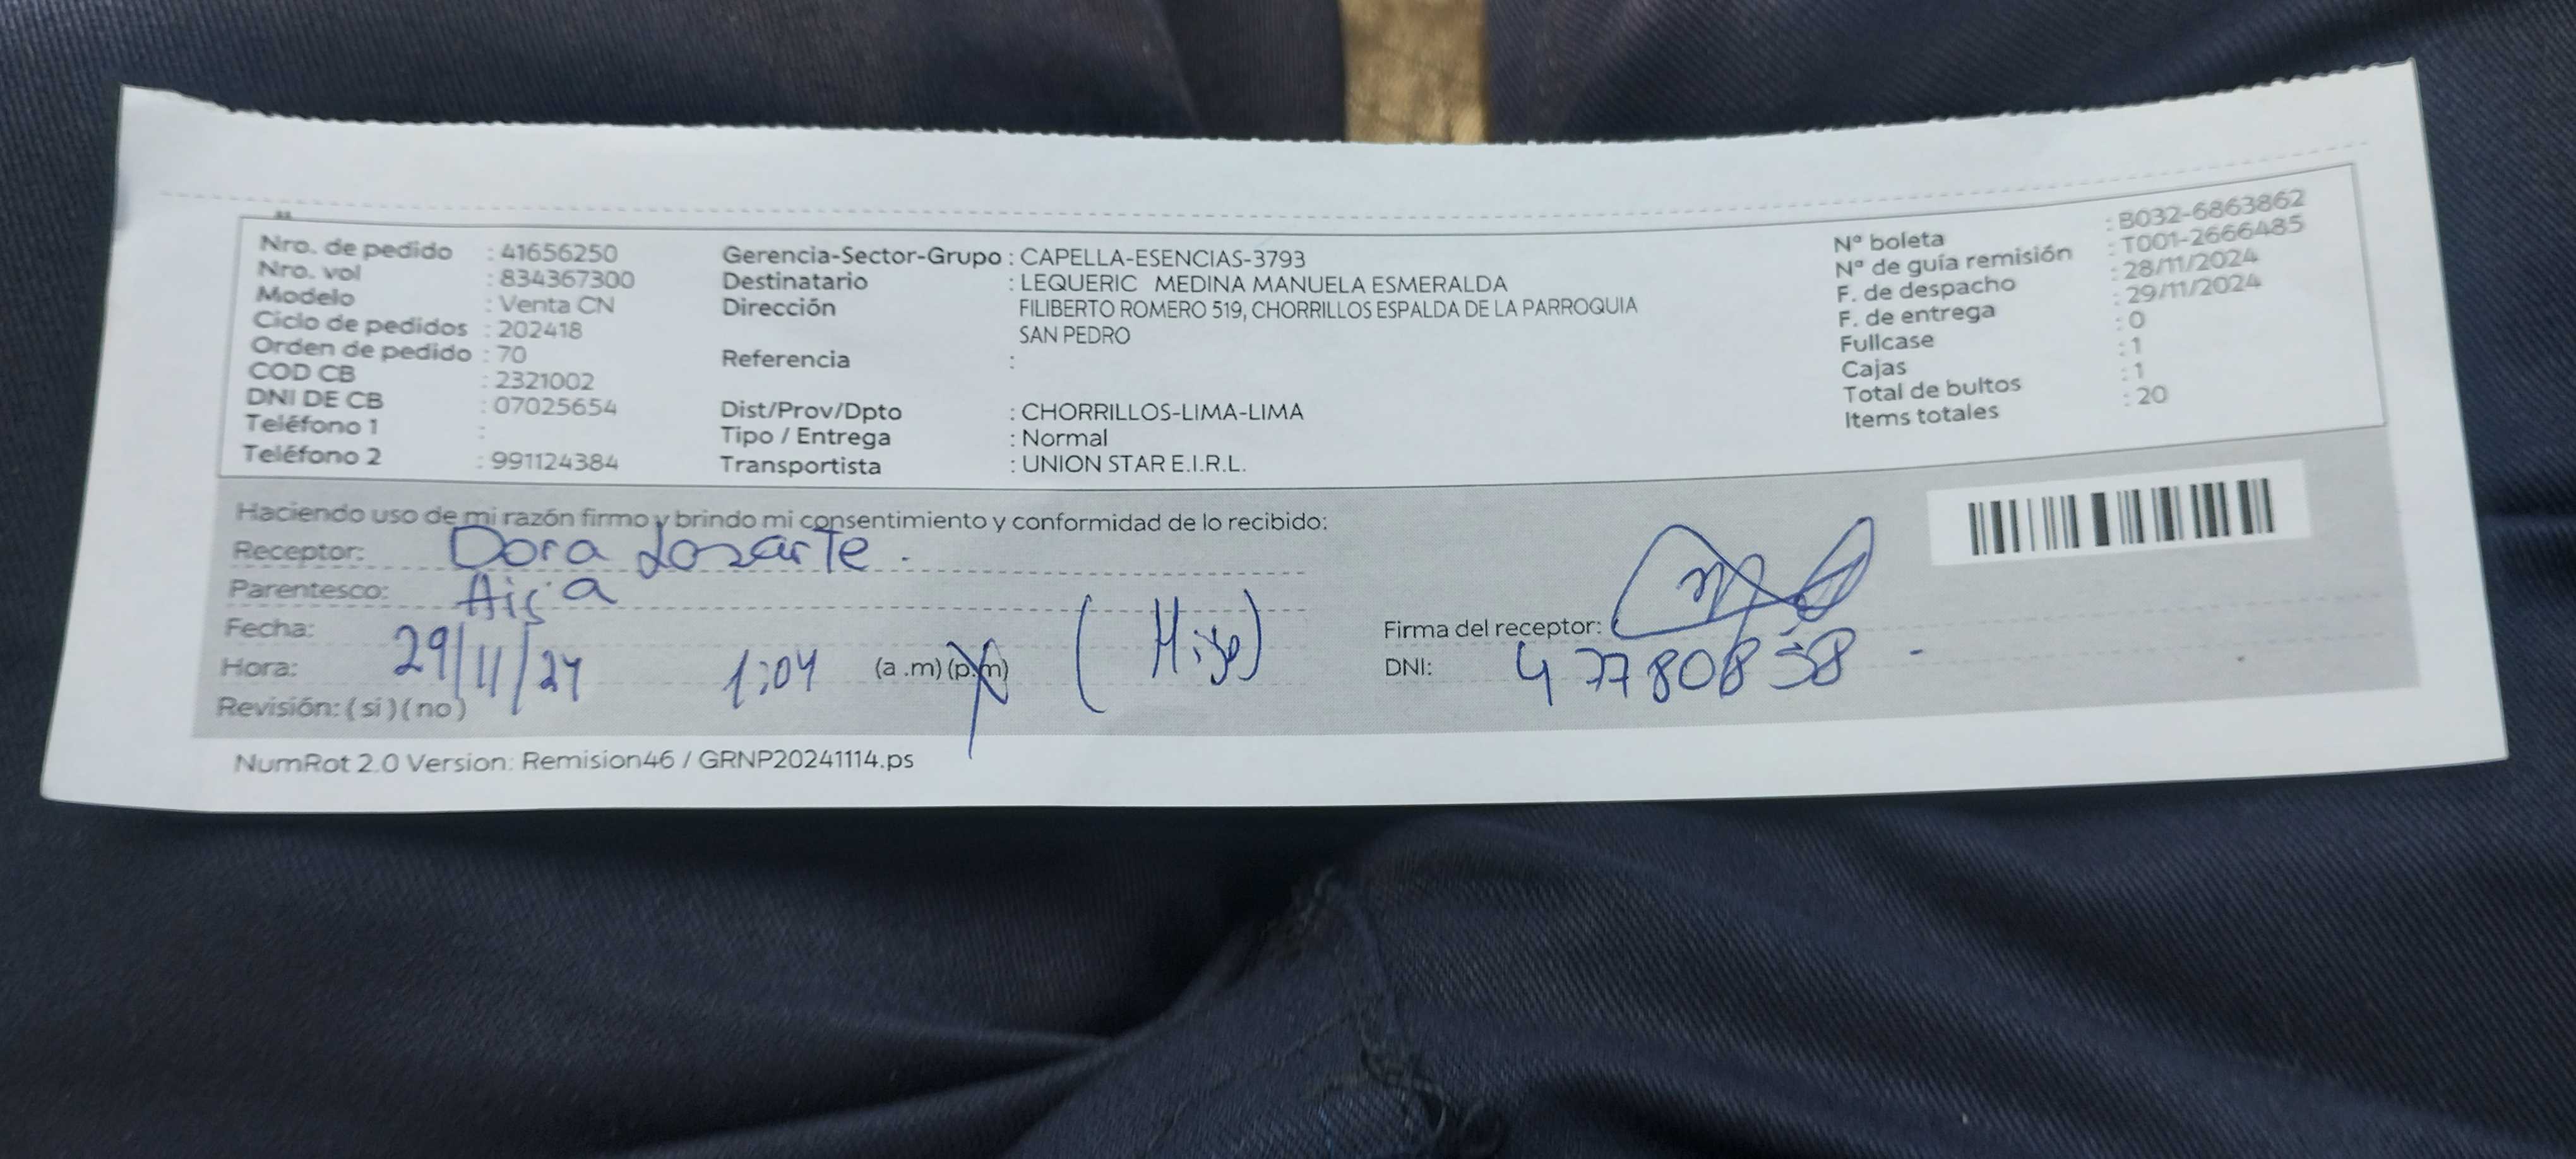 Nro. de pedido : 41656250
Nro. vol : 834367300
Modelo : Venta CN
Ciclo de pedidos : 202418
Orden de pedido : 70
COD CB : 2321002
DNI DE CB : 07025654
Teléfono 1 :
Teléfono 2 : 991124384
Gerencia-Sector-Grupo : CAPELLA-ESENCIAS-3793
Destinatario : LEQUERIC MEDINA MANUELA ESMERALDA
Dirección FILIBERTO ROMERO 519, CHORRILLOS ESPALDA DE LA PARROQUIA
SAN PEDRO
Referencia :
Dist/Prov/Dpto : CHORRILLOS-LIMA-LIMA
Tipo / Entrega : Normal
Transportista : UNION STAR E.I.R.L.
Nº boleta : B032-6863862
Nº de guía remisión : T001-2666485
F. de despacho : 28/11/2024
F. de entrega : 29/11/2024
Fullcase : 0
Cajas : 1
Total de bultos : 1
Items totales : 20
Haciendo uso de mi razón firmo y brindo mi consentimiento y conformidad de lo recibido:
Receptor: Dora Losarte .
Parentesco:
Fecha: 29/11/24
Hora: 1:04 (a .m) (p.m)
Revisión: ( si ) ( no )
Firma del receptor:
DNI:
NumRot 2.0 Version: Remision46 / GRNP20241114.ps